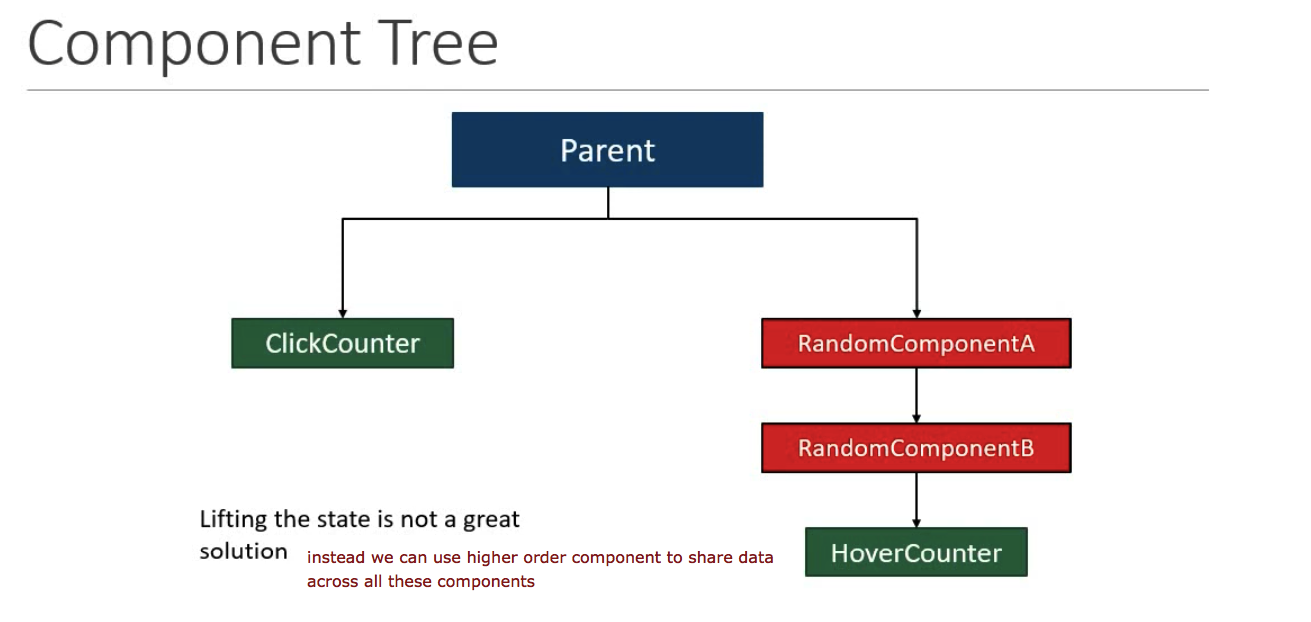 Component Tree
Parent
ClickCounter
RandomComponentA
RandomComponentB
Lifting the state is not a great
solution
instead we can use higher order component to share data
across all these components
HoverCounter